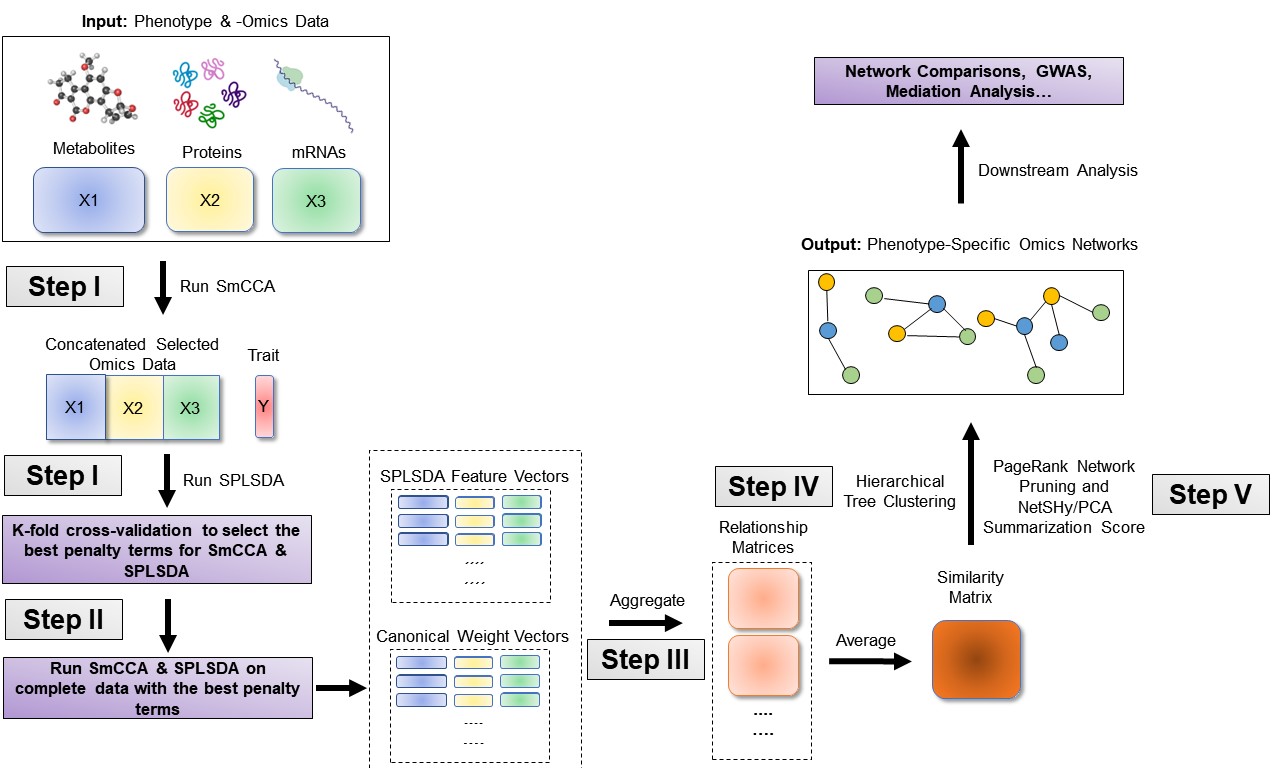 Input: Phenotype & -Omics Data
Metabolites
Proteins
mRNAs
X1
X2
X3
Step I
Run SmCCA
Concatenated Selected
Omics Data
Trait
X1
X2
X3
Y
Step I
Run SPLSDA
K-fold cross-validation to select the
best penalty terms for SmCCA &
SPLSDA
Step II
Run SmCCA & SPLSDA on
complete data with the best penalty
terms
SPLSDA Feature Vectors
....
....
Canonical Weight Vectors
....
....
Aggregate
Step III
Step IV
Relationship
Matrices
....
....
Average
Similarity
Matrix
Hierarchical
Tree Clustering
PageRank Network
Pruning and
NetSHy/PCA
Summarization Score
Step V
Output: Phenotype-Specific Omics Networks
Downstream Analysis
Network Comparisons, GWAS,
Mediation Analysis…